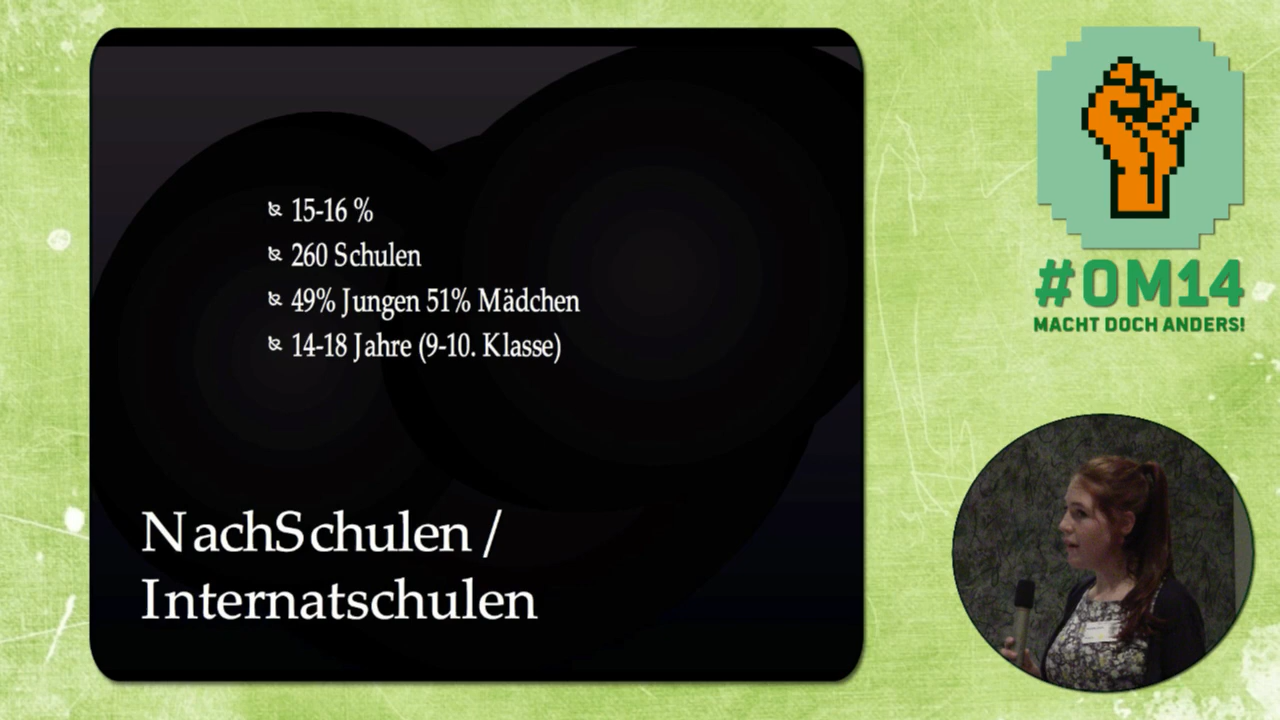 15-16 %
260 Schulen
49% Jungen 51% Mädchen
14-18 Jahre (9-10. Klasse)
NachSchulen /
Internatschulen
#OM14
MACHT DOCH ANDERS!